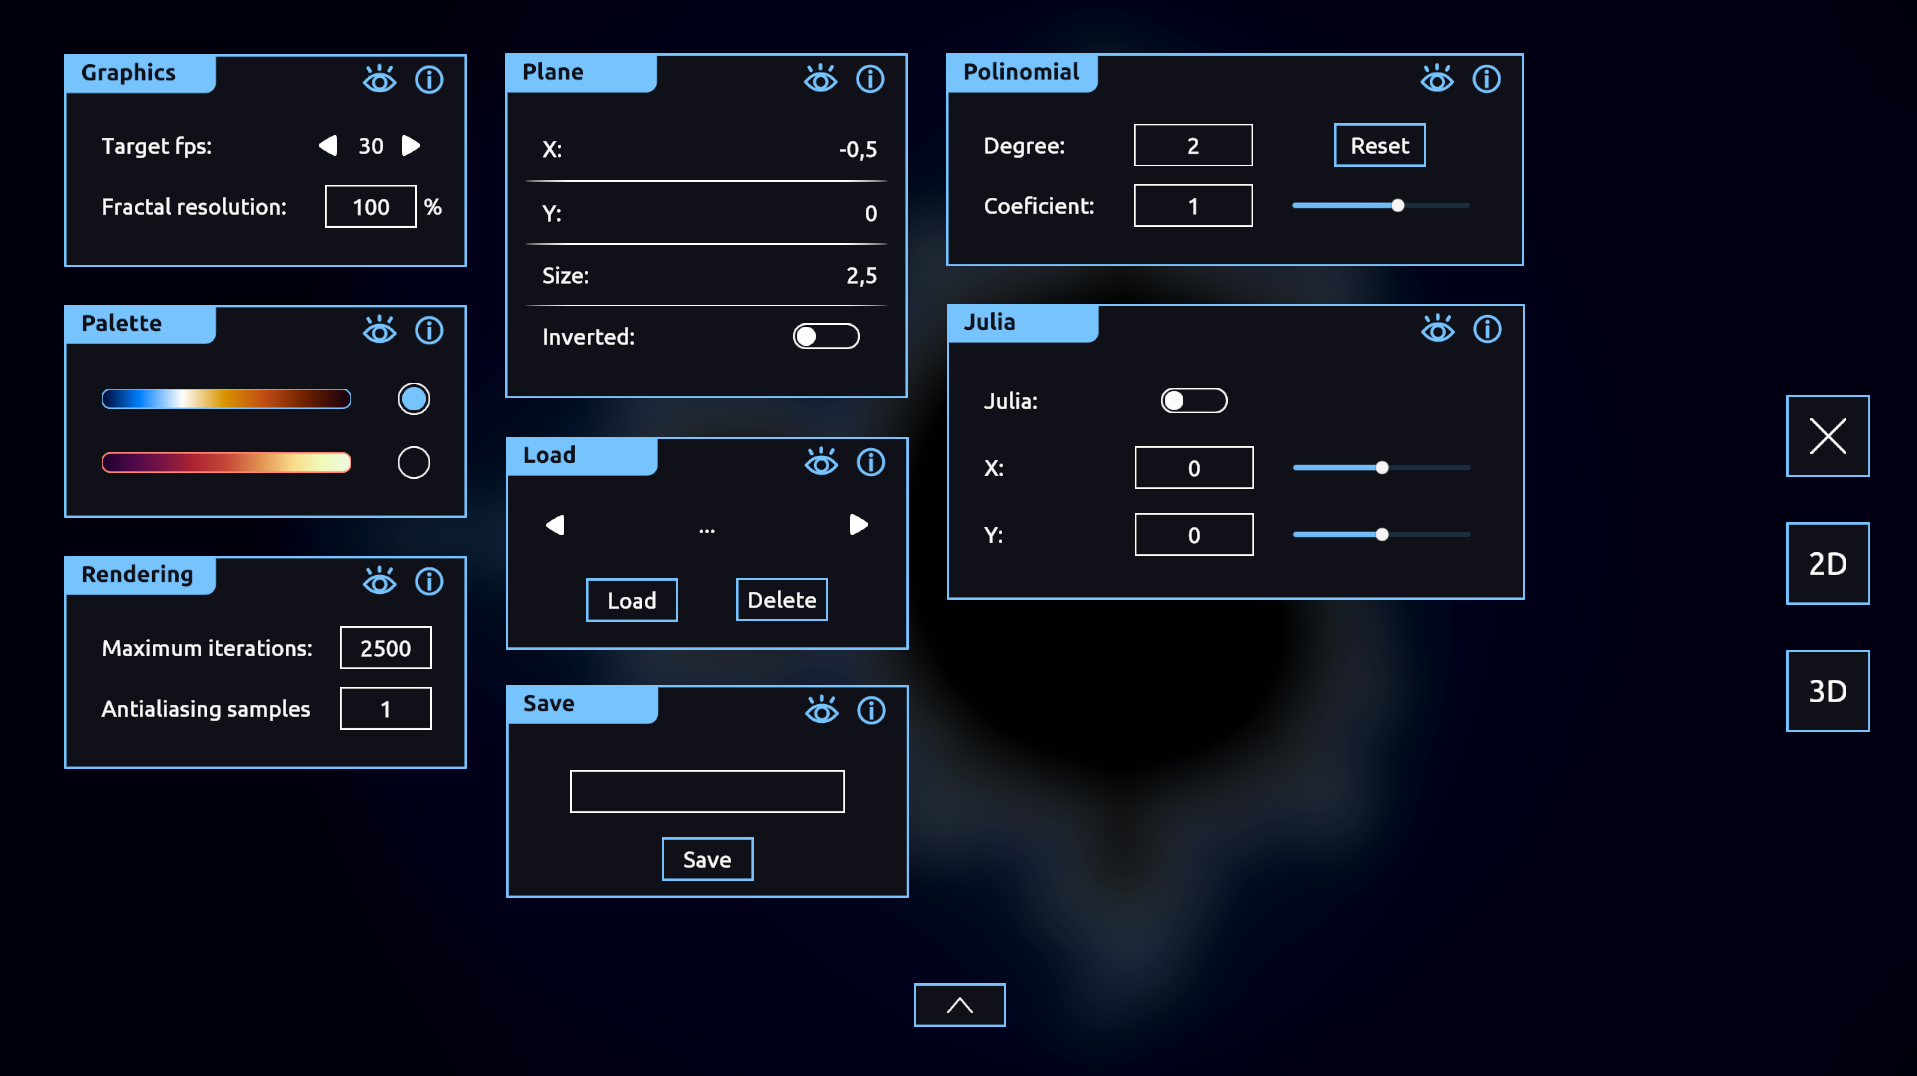 Graphics
Target fps: 30
Fractal resolution: 100 %
Palette
Rendering
Maximum iterations: 2500
Antialiasing samples 1
Plane
X: -0,5
Y: 0
Size: 2,5
Inverted:
Load
...
Load Delete
Save
Save
Polinomial
Degree: 2 Reset
Coeficient: 1
Julia
Julia:
X: 0
Y: 0
2D
3D